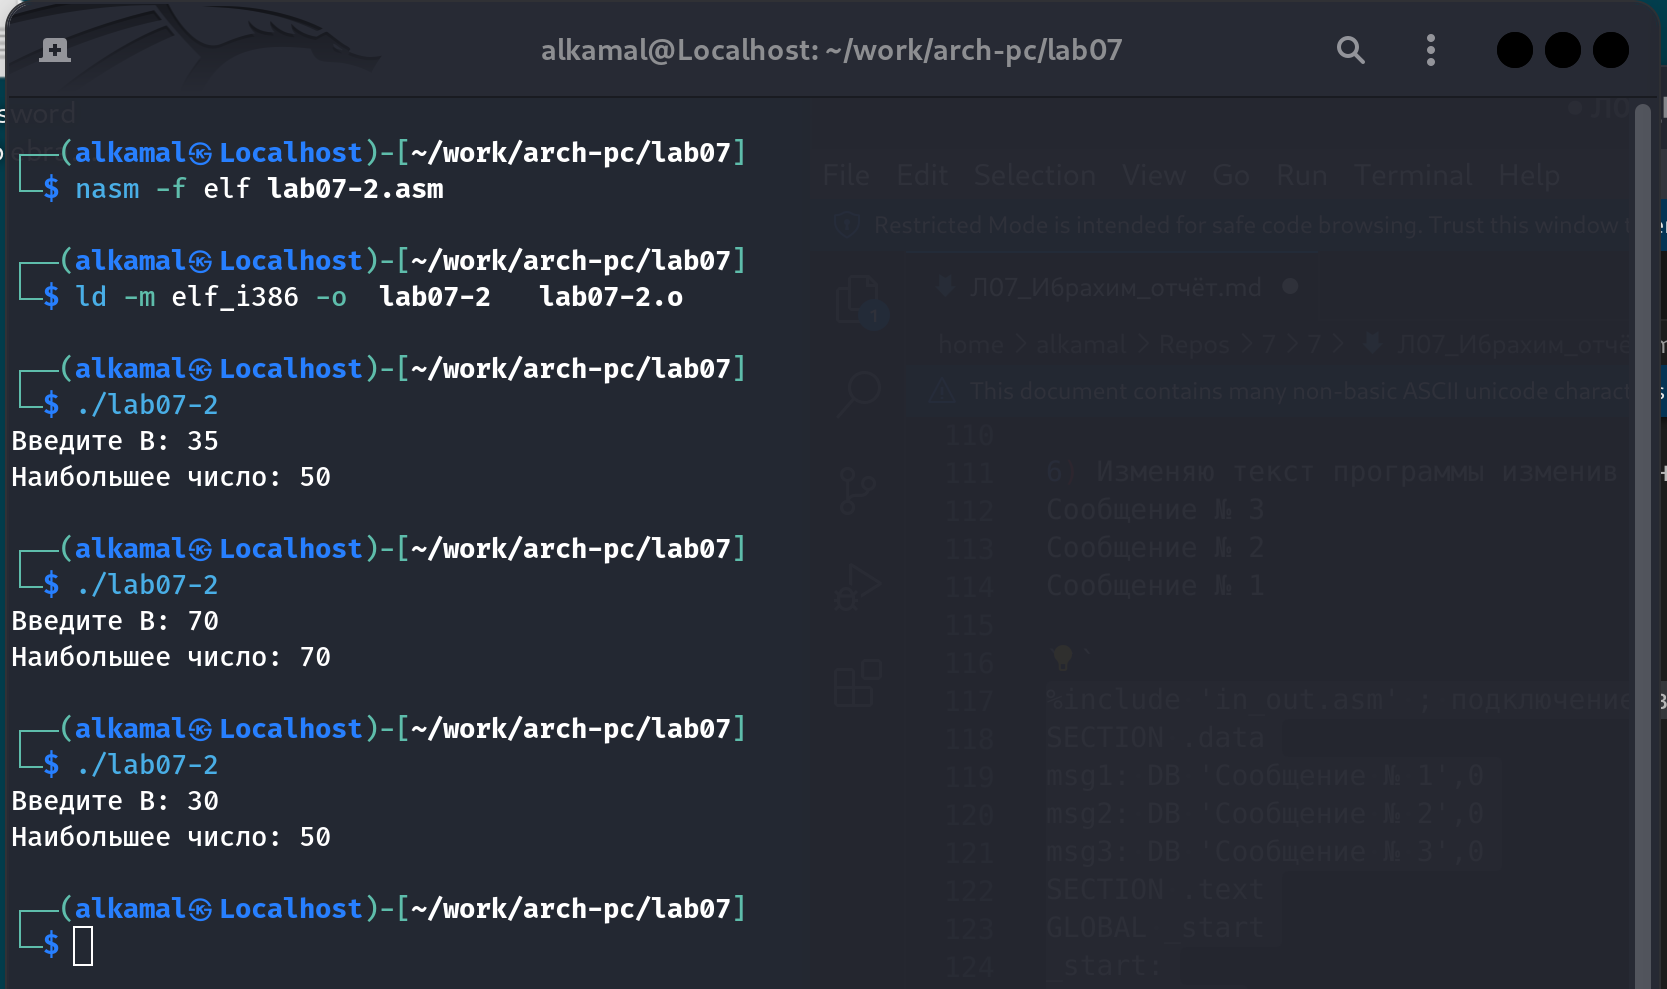 alkamal@Localhost: ~/work/arch-pc/lab07
(alkamal㉿Localhost)-[~/work/arch-pc/lab07]
$ nasm -f elf lab07-2.asm
(alkamal㉿Localhost)-[~/work/arch-pc/lab07]
$ ld -m elf_i386 -o lab07-2 lab07-2.o
(alkamal㉿Localhost)-[~/work/arch-pc/lab07]
$ ./lab07-2
Введите B: 35
Наибольшее число: 50
(alkamal㉿Localhost)-[~/work/arch-pc/lab07]
$ ./lab07-2
Введите B: 70
Наибольшее число: 70
(alkamal㉿Localhost)-[~/work/arch-pc/lab07]
$ ./lab07-2
Введите B: 30
Наибольшее число: 50
(alkamal㉿Localhost)-[~/work/arch-pc/lab07]
$
File Edit Selection View Go Run Terminal Help
Restricted Mode is intended for safe code browsing. Trust this window
Л07_Ибрахим_отчёт.md
1
home > alkamal > Repos > 7 > 7 > Л07_Ибрахим_отчё
This document contains many non-basic ASCII unicode charact
110
111 6) Изменяю текст программы изменив
112 Сообщение № 3
113 Сообщение № 2
114 Сообщение № 1
115
116 `
117 %include 'in_out.asm' ; подключение
118 SECTION .data
119 msg1: DB 'Сообщение № 1',0
120 msg2: DB 'Сообщение № 2',0
121 msg3: DB 'Сообщение № 3',0
122 SECTION .text
123 GLOBAL _start
124 _start: